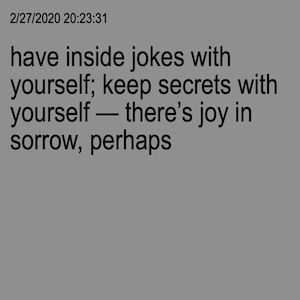 2/27/2020 20:23:31
have inside jokes with
yourself; keep secrets with
yourself — there’s joy in
sorrow, perhaps